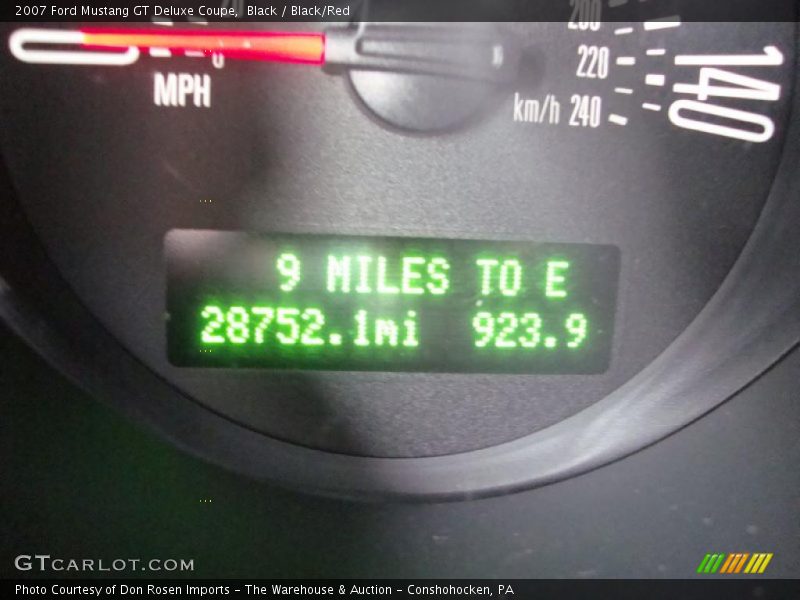 2007 Ford Mustang GT Deluxe Coupe, Black / Black/Red
200
220
km/h 240
140
MPH
9 MILES TO E
28752.1mi 923.9
GTCARLOT.COM
Photo Courtesy of Don Rosen Imports - The Warehouse & Auction - Conshohocken, PA